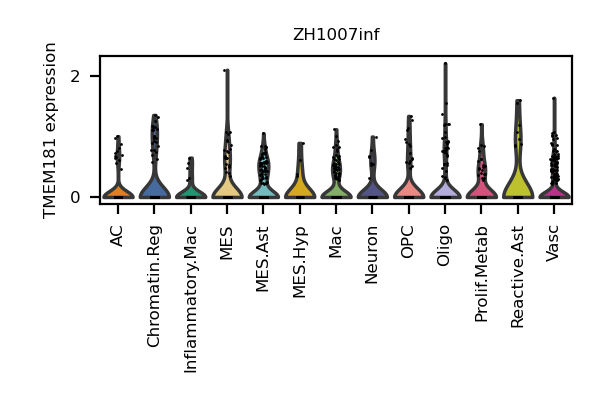 ZH1007inf
TMEM181 expression
2
0
AC
Chromatin.Reg
Inflammatory.Mac
MES
MES.Ast
MES.Hyp
Mac
Neuron
OPC
Oligo
Prolif.Metab
Reactive.Ast
Vasc